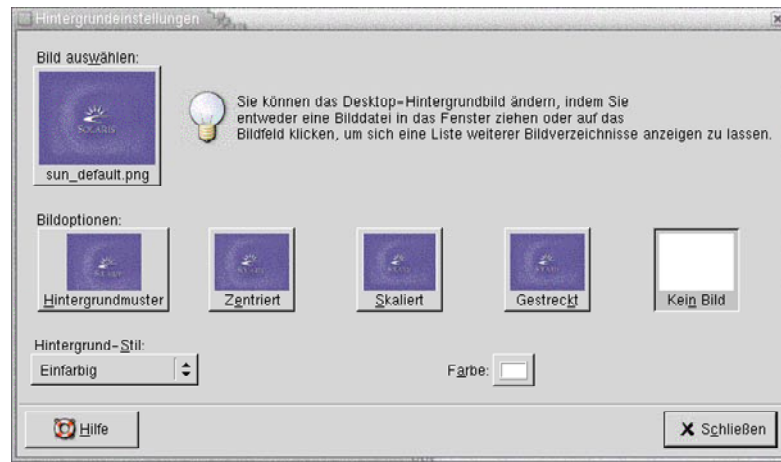 Hintergrundeinstellungen
Bild auswählen:
SOLARIS
sun_default.png
Sie können das Desktop-Hintergrundbild ändern, indem Sie
entweder eine Bilddatei in das Fenster ziehen oder auf das
Bildfeld klicken, um sich eine Liste weiterer Bildverzeichnisse anzeigen zu lassen.
Bildoptionen:
Hintergrundmuster
Zentriert
Skaliert
Gestreckt
Kein Bild
Hintergrund-Stil:
Einfarbig
Farbe:
Hilfe
Schließen